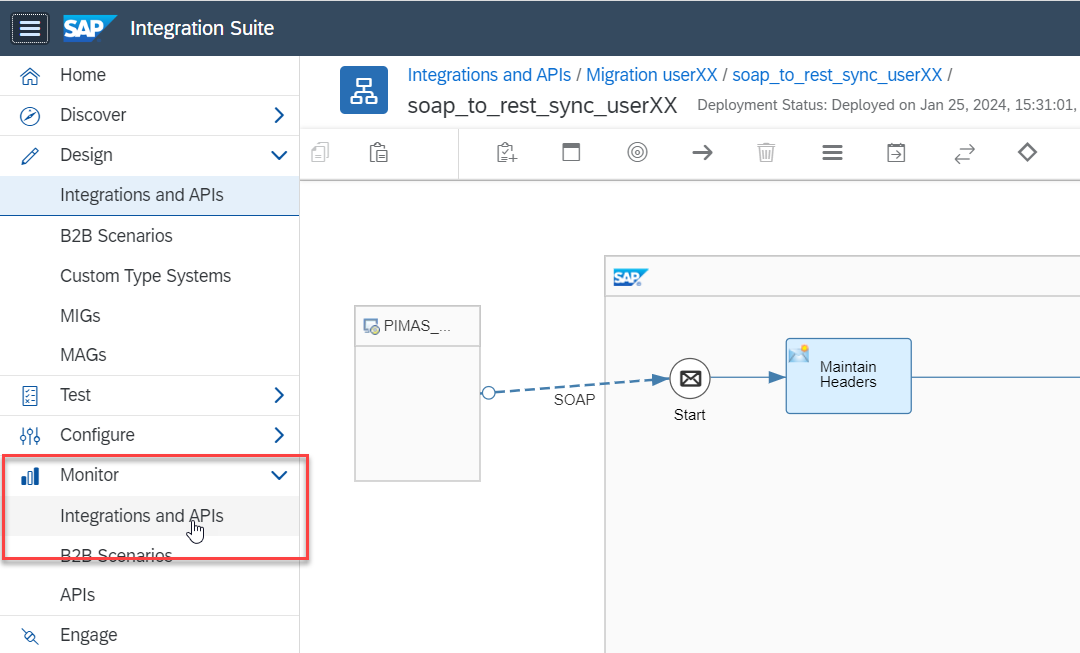 SAP Integration Suite
Home
Discover
Design
Integrations and APIs
B2B Scenarios
Custom Type Systems
MIGs
MAGs
Test
Configure
Monitor
Integrations and APIs
B2B Scenarios
APIs
Engage
Integrations and APIs / Migration userXX / soap_to_rest_sync_userXX /
soap_to_rest_sync_userXX Deployment Status: Deployed on Jan 25, 2024, 15:31:01,
SAP
PIMAS_...
SOAP
Start
Maintain
Headers